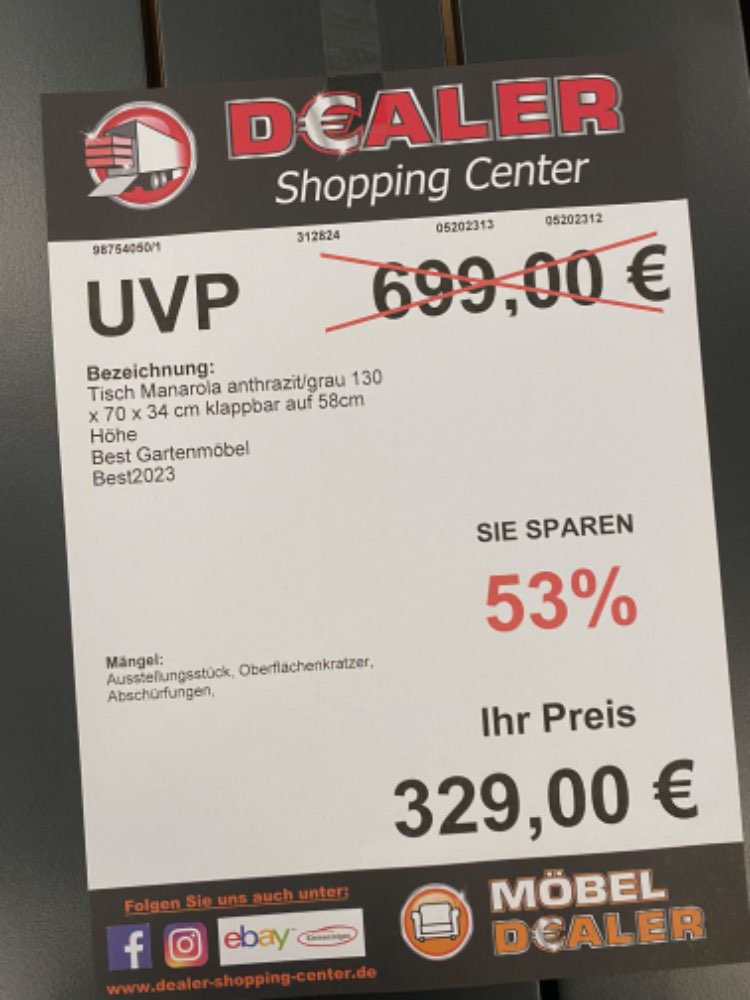 D€ALER
Shopping Center
98754050/1 312824 05202313 05202312
UVP 699,00 €
Bezeichnung:
Tisch Manarola anthrazit/grau 130
x 70 x 34 cm klappbar auf 58cm
Höhe
Best Gartenmöbel
Best2023
SIE SPAREN
53%
Mängel:
Ausstellungsstück, Oberflächenkratzer,
Abschürfungen,
Ihr Preis
329,00 €
Folgen Sie uns auch unter:
f ebay
www.dealer-shopping-center.de
MÖBEL
D€ALER